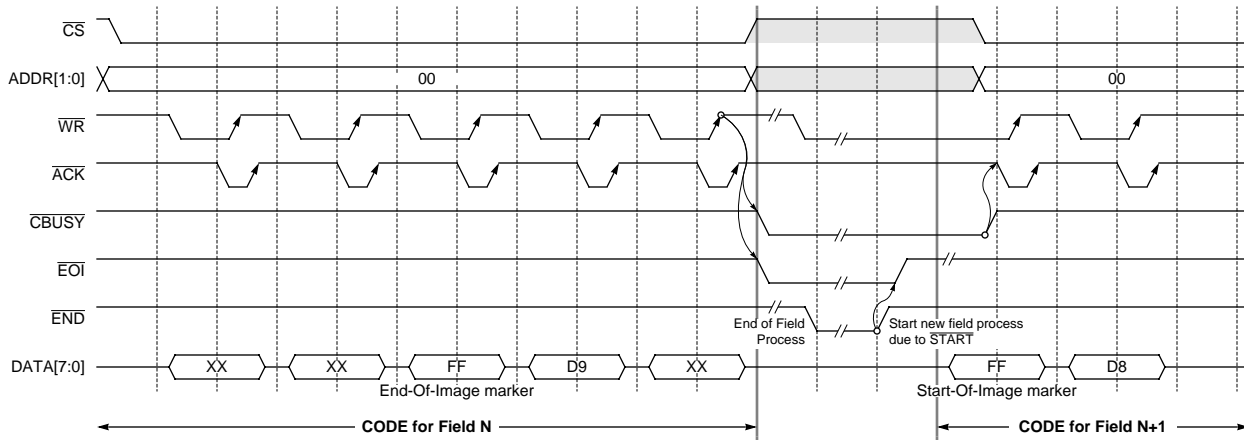 CS
ADDR[1:0]
00
00
WR
ACK
CBUSY
EOI
END
End of Field
Process
Start new field process
due to START
DATA[7:0]
XX
XX
FF
D9
XX
FF
D8
End-Of-Image marker
Start-Of-Image marker
CODE for Field N
CODE for Field N+1